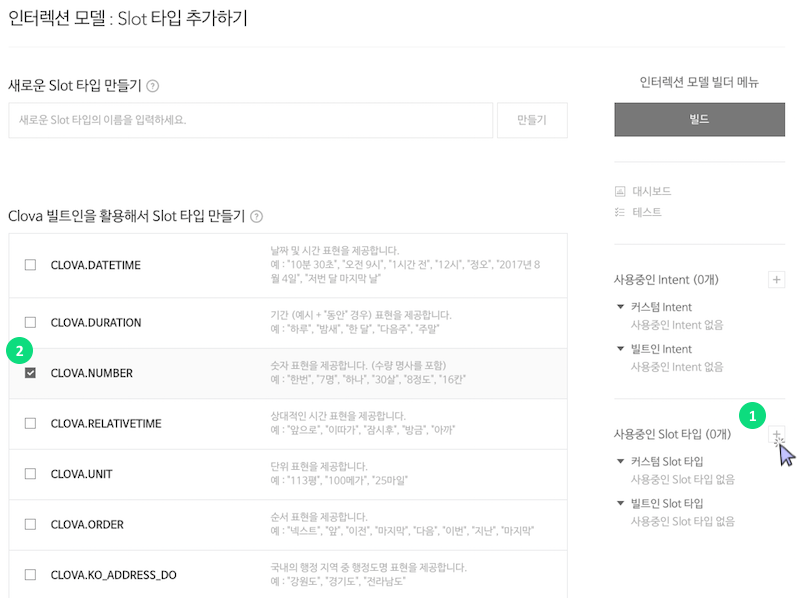 인터렉션 모델 : Slot 타입 추가하기
새로운 Slot 타입 만들기 ?
새로운 Slot 타입의 이름을 입력하세요.
만들기
Clova 빌트인을 활용해서 Slot 타입 만들기 ?
CLOVA.DATETIME
날짜 및 시간 표현을 제공합니다.
예 : "10분 30초", "오전 9시", "1시간 전", "12시", "정오", "2017년 8
월 4일", "저번 달 마지막 날"
CLOVA.DURATION
기간 (예시 + "동안" 경우) 표현을 제공합니다.
예 : "하루", "밤새", "한 달", "다음주", "주말"
2
CLOVA.NUMBER
숫자 표현을 제공합니다. (수량 명사를 포함)
예 : "한번", "7명", "하나", "30살", "8정도", "16칸"
CLOVA.RELATIVETIME
상대적인 시간 표현을 제공합니다.
예 : "앞으로", "이따가", "잠시후", "방금", "아까"
CLOVA.UNIT
단위 표현을 제공합니다.
예 : "113평", "100메가", "25마일"
CLOVA.ORDER
순서 표현을 제공합니다.
예 : "넥스트", "앞", "이전", "마지막", "다음", "이번", "지난", "마지막"
CLOVA.KO_ADDRESS_DO
국내의 행정 지역 중 행정도명 표현을 제공합니다.
예 : "강원도", "경기도", "전라남도"
인터렉션 모델 빌더 메뉴
빌드
대시보드
테스트
사용중인 Intent (0개) +
커스텀 Intent
사용중인 Intent 없음
빌트인 Intent
사용중인 Intent 없음
1
사용중인 Slot 타입 (0개) +
커스텀 Slot 타입
사용중인 Slot 타입 없음
빌트인 Slot 타입
사용중인 Slot 타입 없음